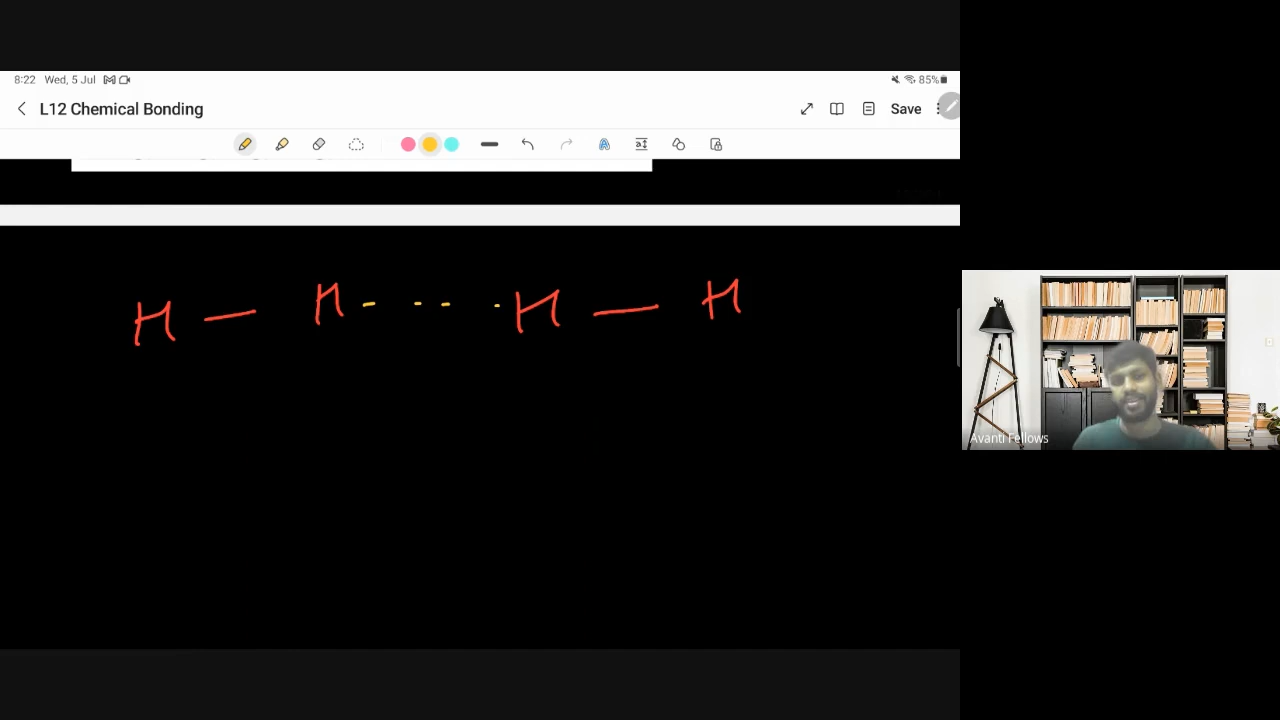 8:22 Wed, 5 Jul 85%
L12 Chemical Bonding Save
H — H - - - - H — H
Avanti Fellows